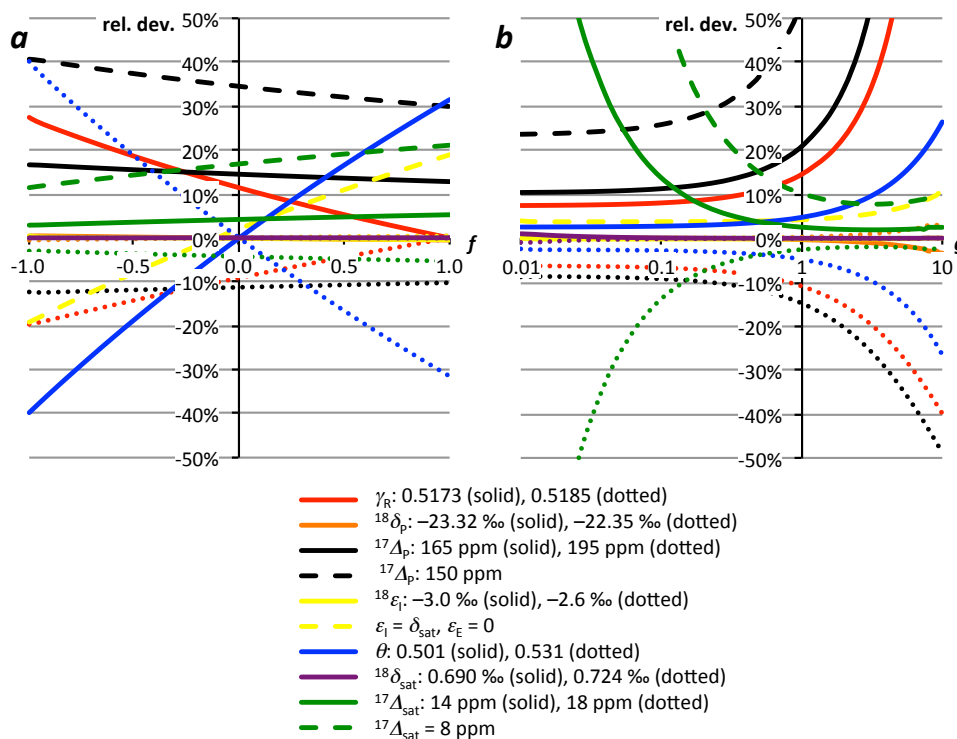 a
rel. dev.
50%
40%
30%
20%
10%
0%
-10%
-20%
-30%
-40%
-50%
-1.0
-0.5
0.0
0.5
1.0
f
b
rel. dev.
50%
40%
30%
20%
10%
0%
-10%
-20%
-30%
-40%
-50%
0.01
0.1
1
10
γR: 0.5173 (solid), 0.5185 (dotted)
18δP: –23.32 ‰ (solid), –22.35 ‰ (dotted)
17ΔP: 165 ppm (solid), 195 ppm (dotted)
17ΔP: 150 ppm
18εI: –3.0 ‰ (solid), –2.6 ‰ (dotted)
εI = δsat, εE = 0
θ: 0.501 (solid), 0.531 (dotted)
18δsat: 0.690 ‰ (solid), 0.724 ‰ (dotted)
17Δsat: 14 ppm (solid), 18 ppm (dotted)
17Δsat = 8 ppm